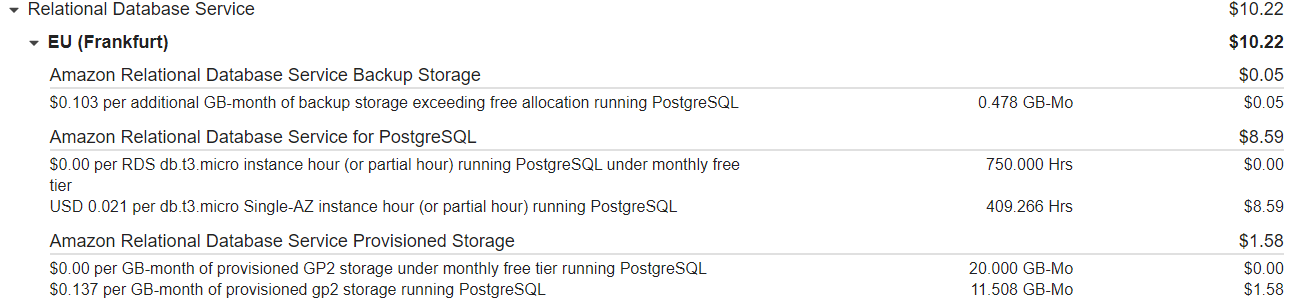 Relational Database Service $10.22
EU (Frankfurt) $10.22
Amazon Relational Database Service Backup Storage $0.05
$0.103 per additional GB-month of backup storage exceeding free allocation running PostgreSQL 0.478 GB-Mo $0.05
Amazon Relational Database Service for PostgreSQL $8.59
$0.00 per RDS db.t3.micro instance hour (or partial hour) running PostgreSQL under monthly free 750.000 Hrs $0.00
tier
USD 0.021 per db.t3.micro Single-AZ instance hour (or partial hour) running PostgreSQL 409.266 Hrs $8.59
Amazon Relational Database Service Provisioned Storage $1.58
$0.00 per GB-month of provisioned GP2 storage under monthly free tier running PostgreSQL 20.000 GB-Mo $0.00
$0.137 per GB-month of provisioned gp2 storage running PostgreSQL 11.508 GB-Mo $1.58